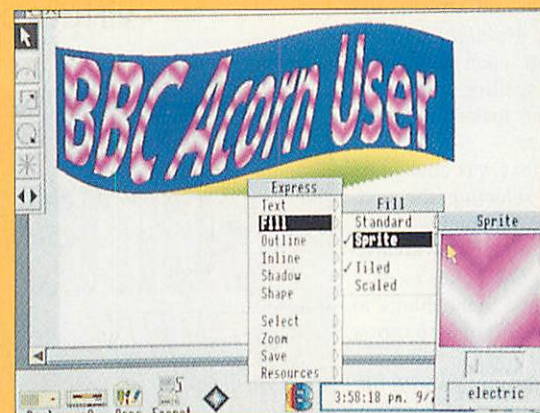 BBC Acorn User
Express
Text
Fill
Outline
Inline
Shadow
Shape
Select
Zoom
Save
Resources
Fill
Standard
✓Sprite
✓Tiled
Scaled
Sprite
electric
3:58:18 pm. 9/